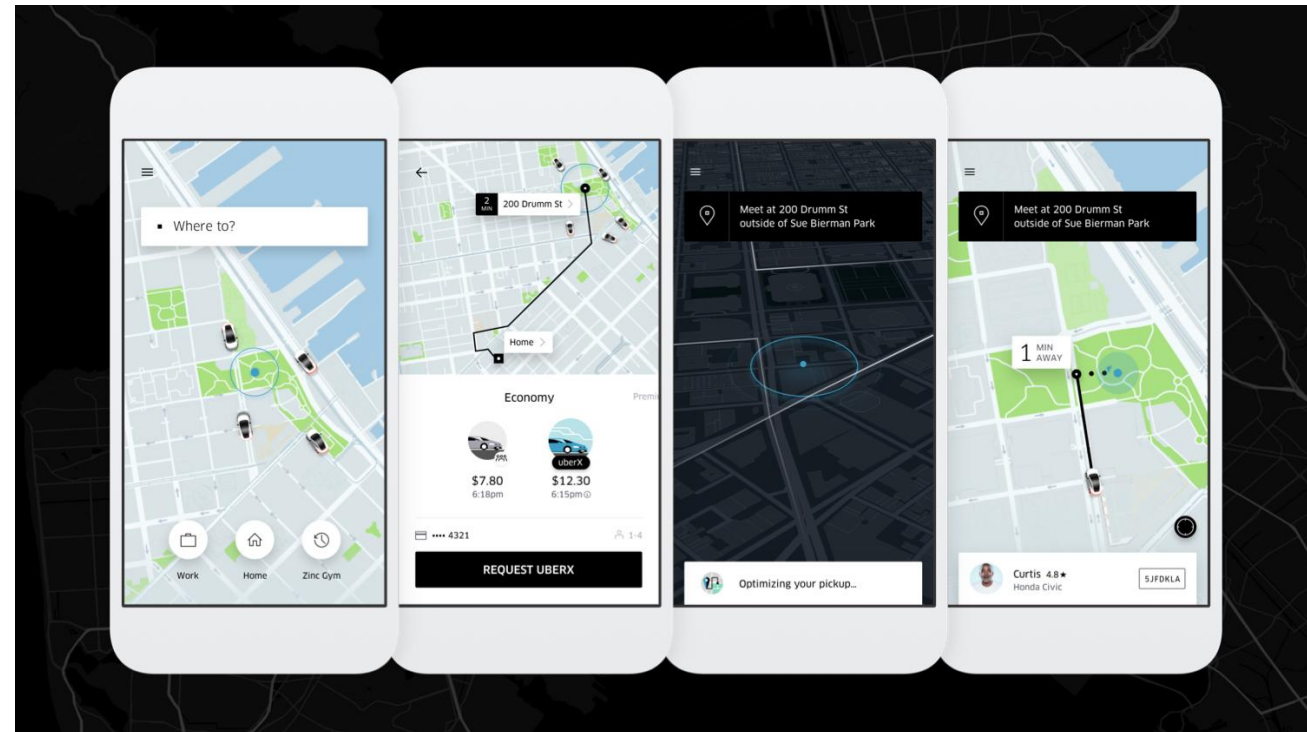 Where to?
Work
Home
Zinc Gym
2
MIN
200 Drumm St
Home
Economy
Premi
uberX
$7.80
$12.30
6:18pm
6:15pm
•••• 4321
1-4
REQUEST UBERX
Meet at 200 Drumm St
outside of Sue Bierman Park
Optimizing your pickup...
Meet at 200 Drumm St
outside of Sue Bierman Park
1 MIN
AWAY
Curtis 4.8★
Honda Civic
5JFDKLA